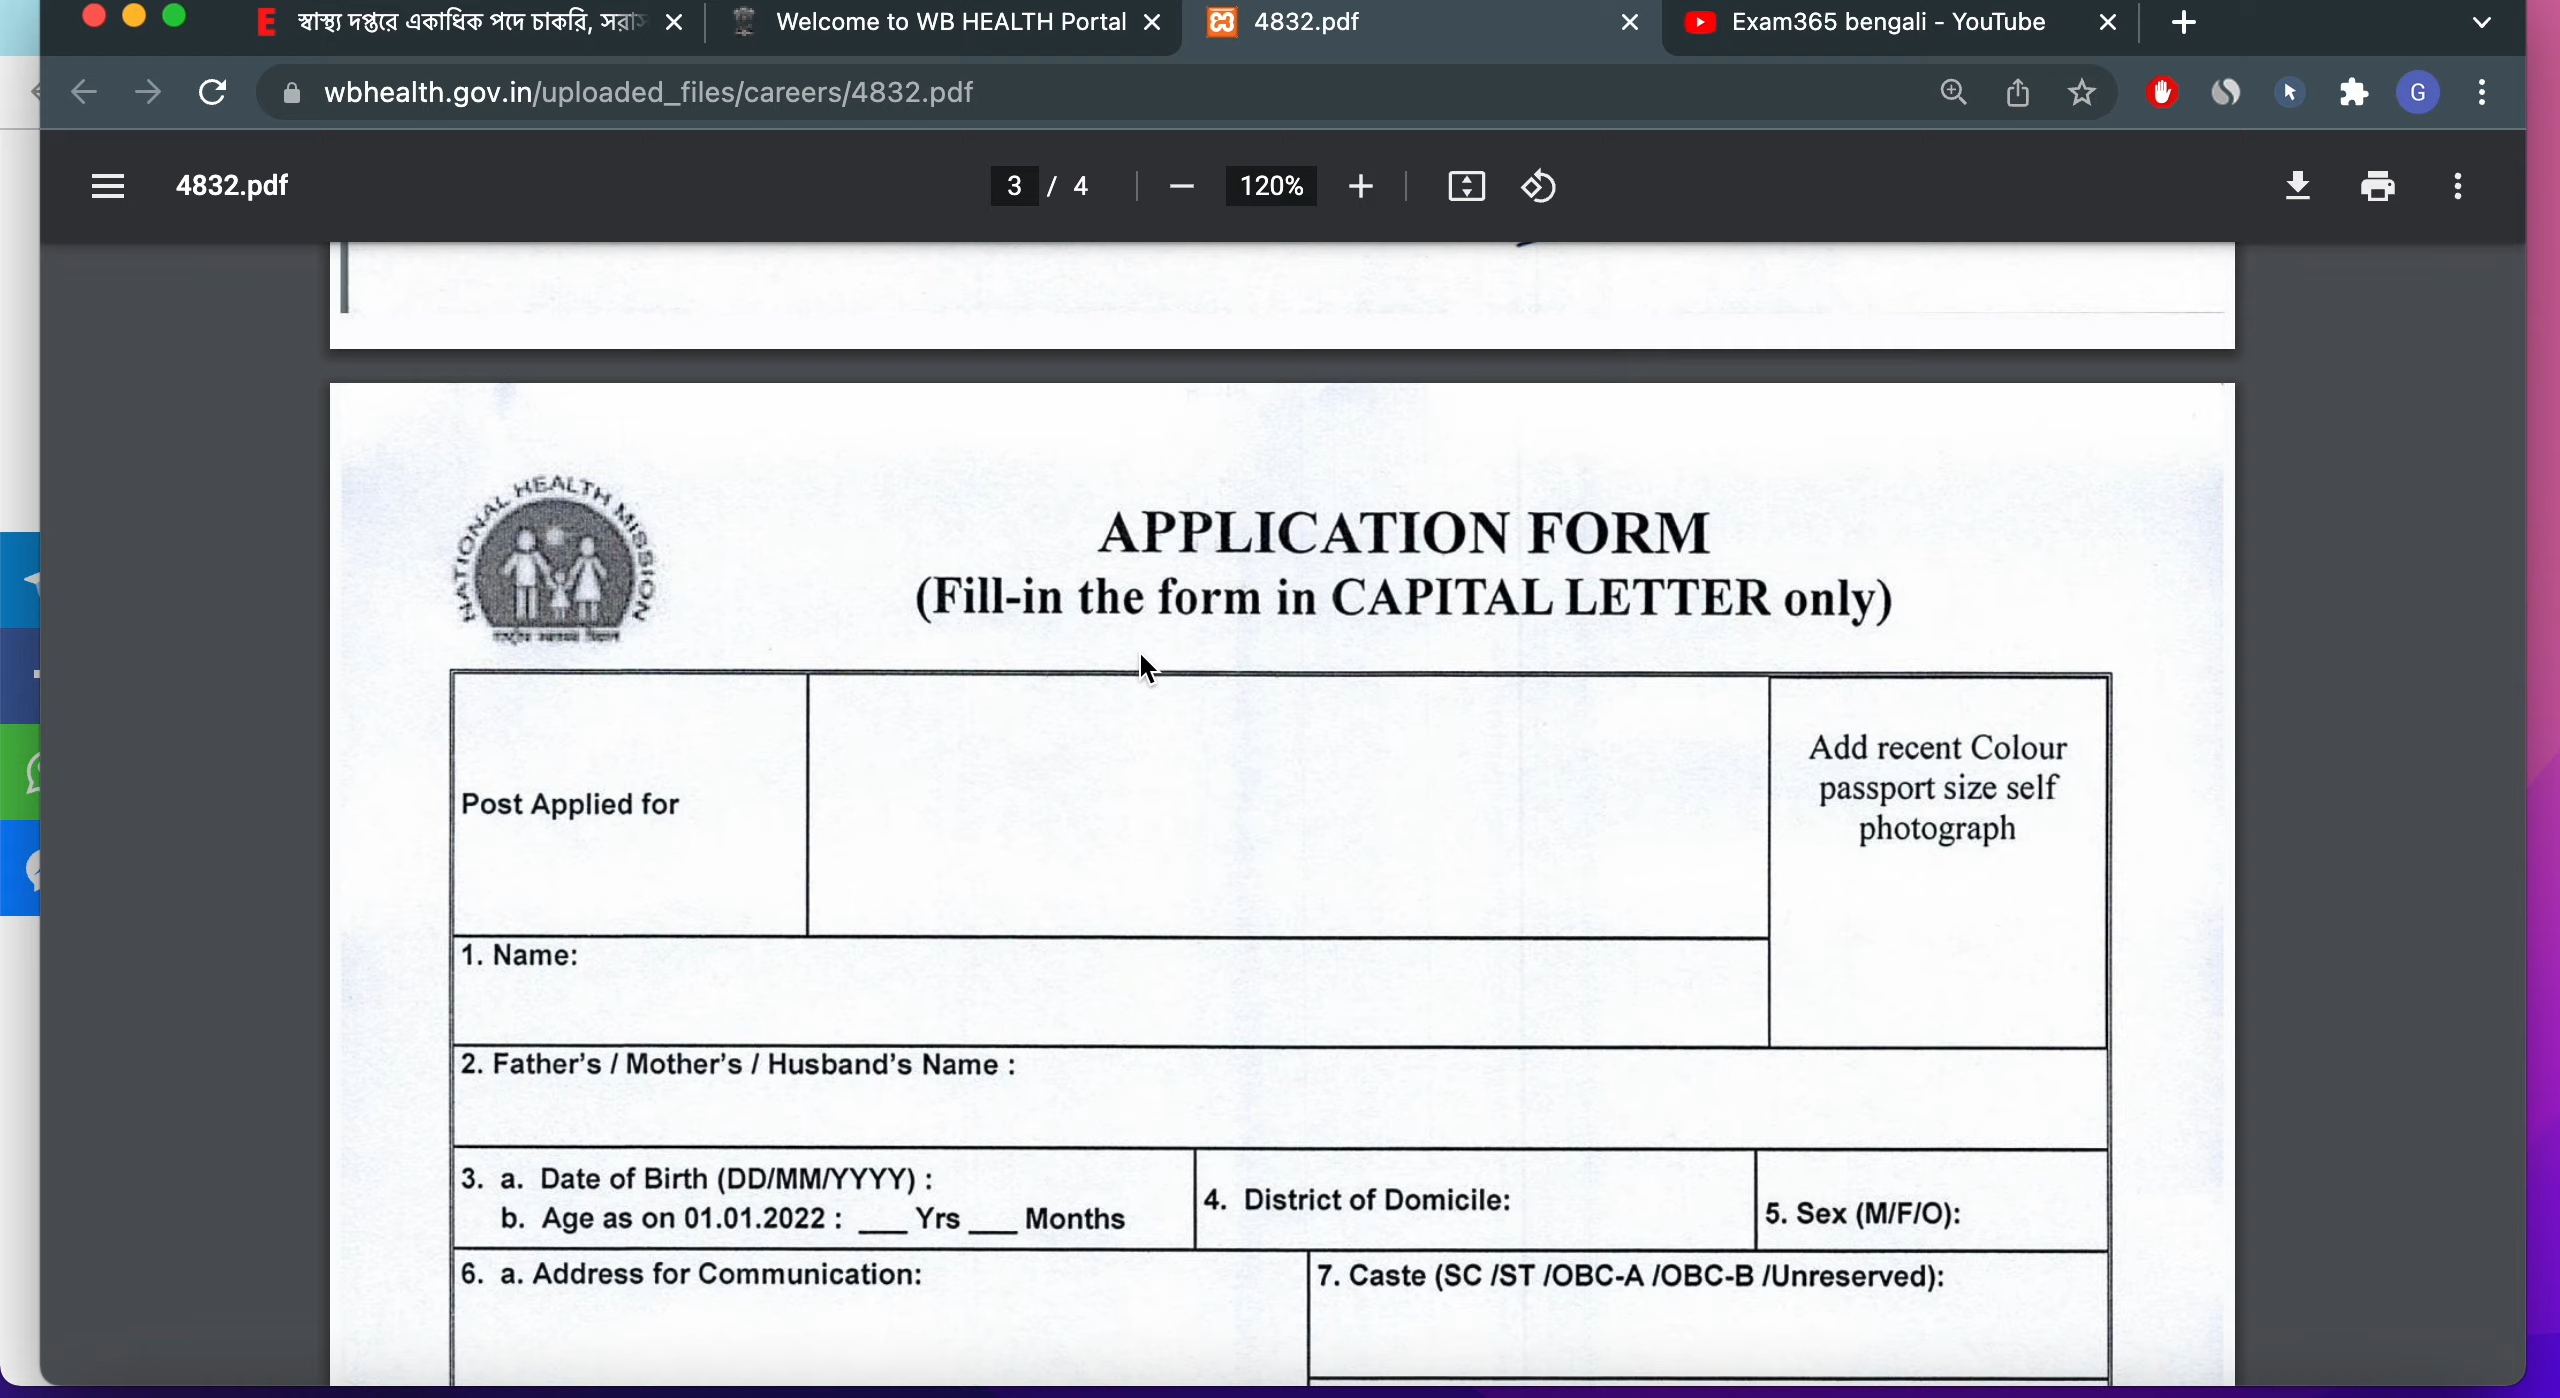 স্বাস্থ্য দপ্তরে একাধিক পদে চাকরি,
Welcome to WB HEALTH Portal
4832.pdf
Exam365 bengali - YouTube
wbhealth.gov.in/uploaded_files/careers/4832.pdf
G
4832.pdf
3 / 4
120%
NATIONAL HEALTH MISSION
APPLICATION FORM
(Fill-in the form in CAPITAL LETTER only)
Post Applied for
Add recent Colour
passport size self
photograph
1. Name:
2. Father's / Mother's / Husband's Name :
3. a. Date of Birth (DD/MM/YYYY) :
b. Age as on 01.01.2022 : ___ Yrs ___ Months
4. District of Domicile:
5. Sex (M/F/O):
6. a. Address for Communication:
7. Caste (SC /ST /OBC-A /OBC-B /Unreserved):